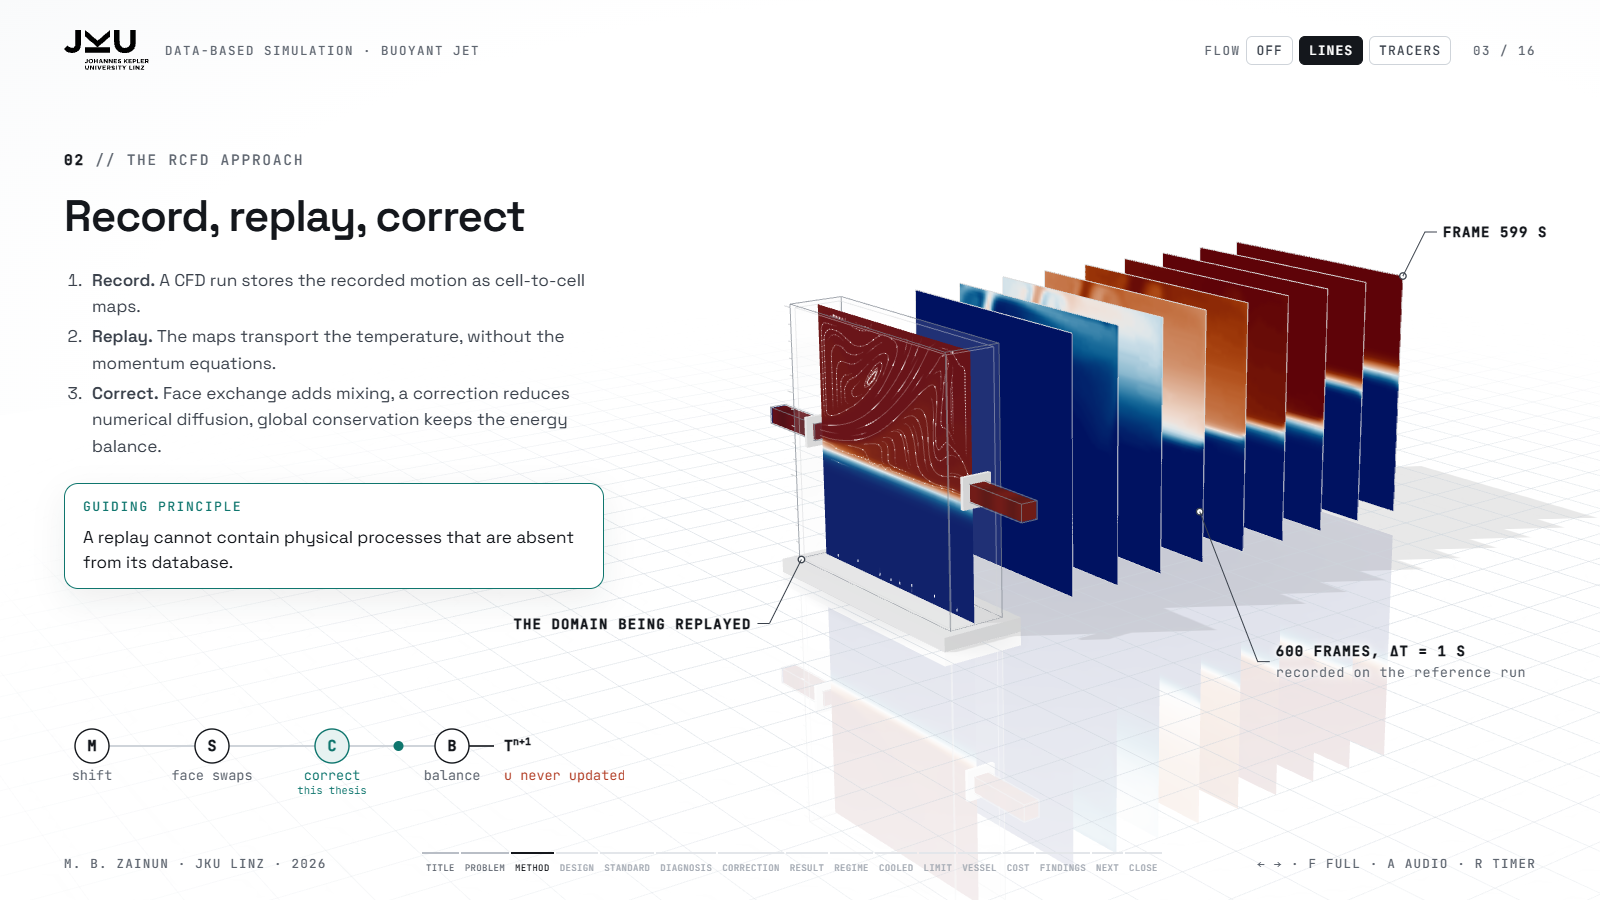 JKU
JOHANNES KEPLER
UNIVERSITY LINZ
DATA-BASED SIMULATION · BUOYANT JET
FLOW OFF LINES TRACERS 03 / 16
02 // THE RCFD APPROACH
Record, replay, correct
1. Record. A CFD run stores the recorded motion as cell-to-cell
maps.
2. Replay. The maps transport the temperature, without the
momentum equations.
3. Correct. Face exchange adds mixing, a correction reduces
numerical diffusion, global conservation keeps the energy
balance.
GUIDING PRINCIPLE
A replay cannot contain physical processes that are absent
from its database.
FRAME 599 S
THE DOMAIN BEING REPLAYED
600 FRAMES, ΔT = 1 S
recorded on the reference run
M S C B Tⁿ⁺¹
shift face swaps correct balance u never updated
this thesis
M. B. ZAINUN · JKU LINZ · 2026
TITLE PROBLEM METHOD DESIGN STANDARD DIAGNOSIS CORRECTION RESULT REGIME COOLED LIMIT VESSEL COST FINDINGS NEXT CLOSE
← → · F FULL · A AUDIO · R TIMER